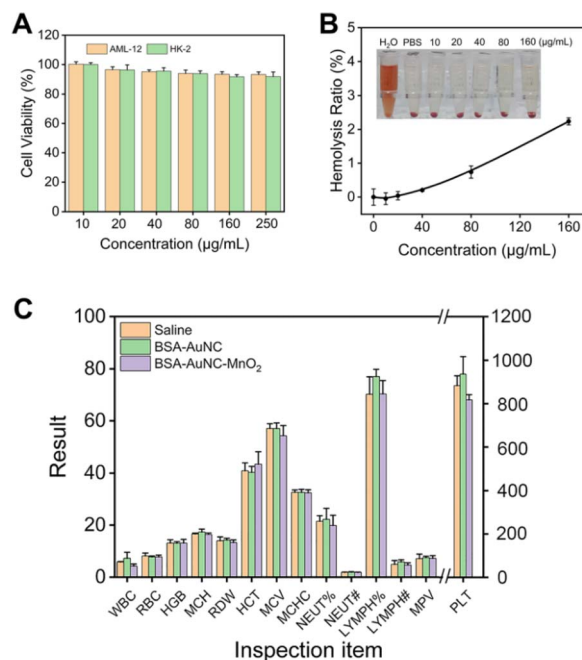 A
AML-12 HK-2
120
100
80
60
40
20
0
Cell Viability (%)
10 20 40 80 160 250
Concentration (μg/mL)
B
H2O PBS 10 20 40 80 160 (μg/mL)
5
4
3
2
1
0
Hemolysis Ratio (%)
0 40 80 120 160
Concentration (μg/mL)
C
Saline
BSA-AuNC
BSA-AuNC-MnO2
100
80
60
40
20
0
Result
1200
1000
800
600
400
200
0
WBC RBC HGB MCH RDW HCT MCV MCHC NEUT% NEUT# LYMPH% LYMPH# MPV PLT
Inspection item